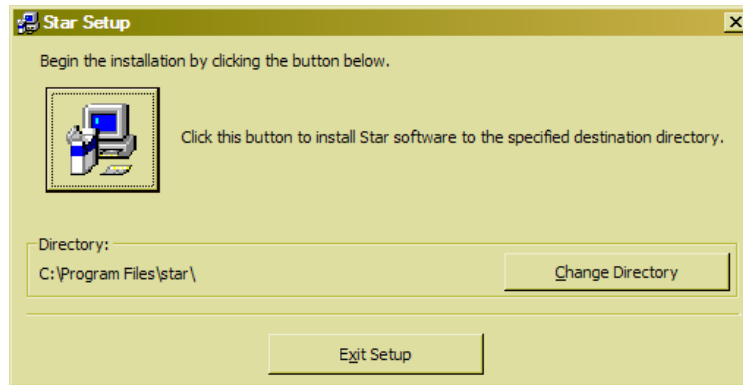 Star Setup
Begin the installation by clicking the button below.
Click this button to install Star software to the specified destination directory.
Directory:
C:\Program Files\star\
Change Directory
Exit Setup